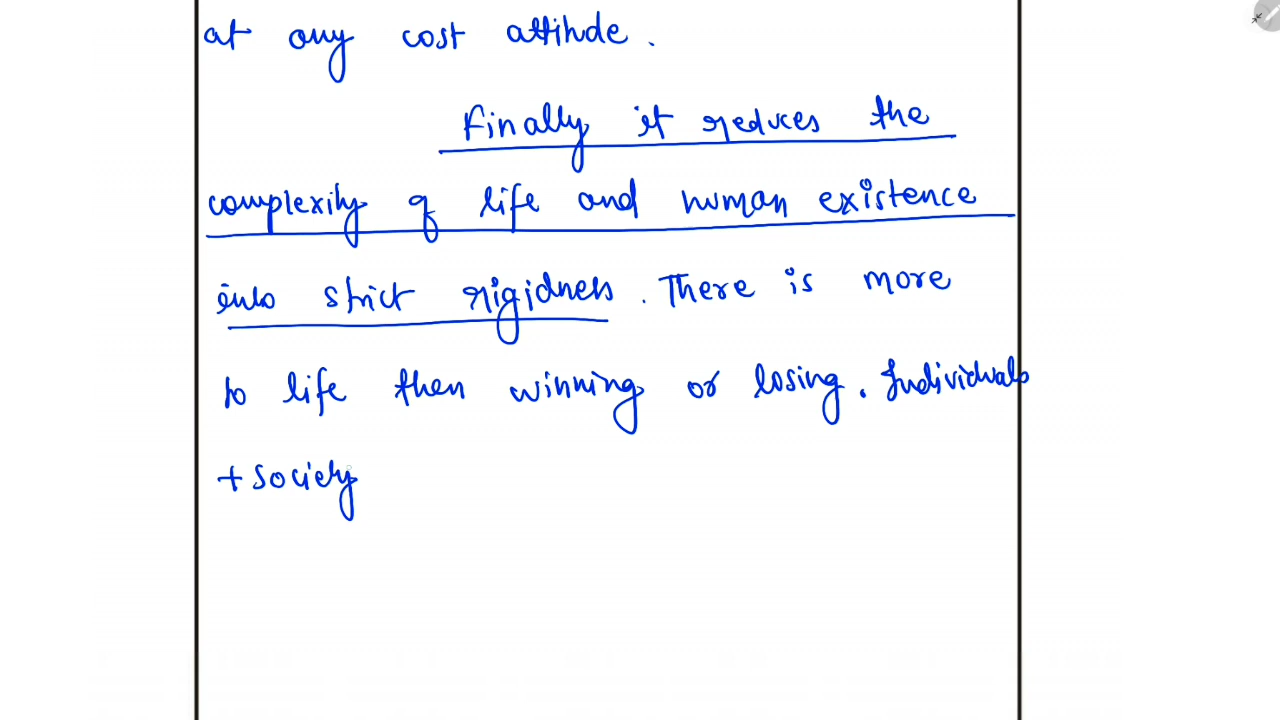 at any cost attitude.
Finally it reduces the
complexity of life and human existence
into strict rigidness. There is more
to life then winning or losing. Individuals
+ society